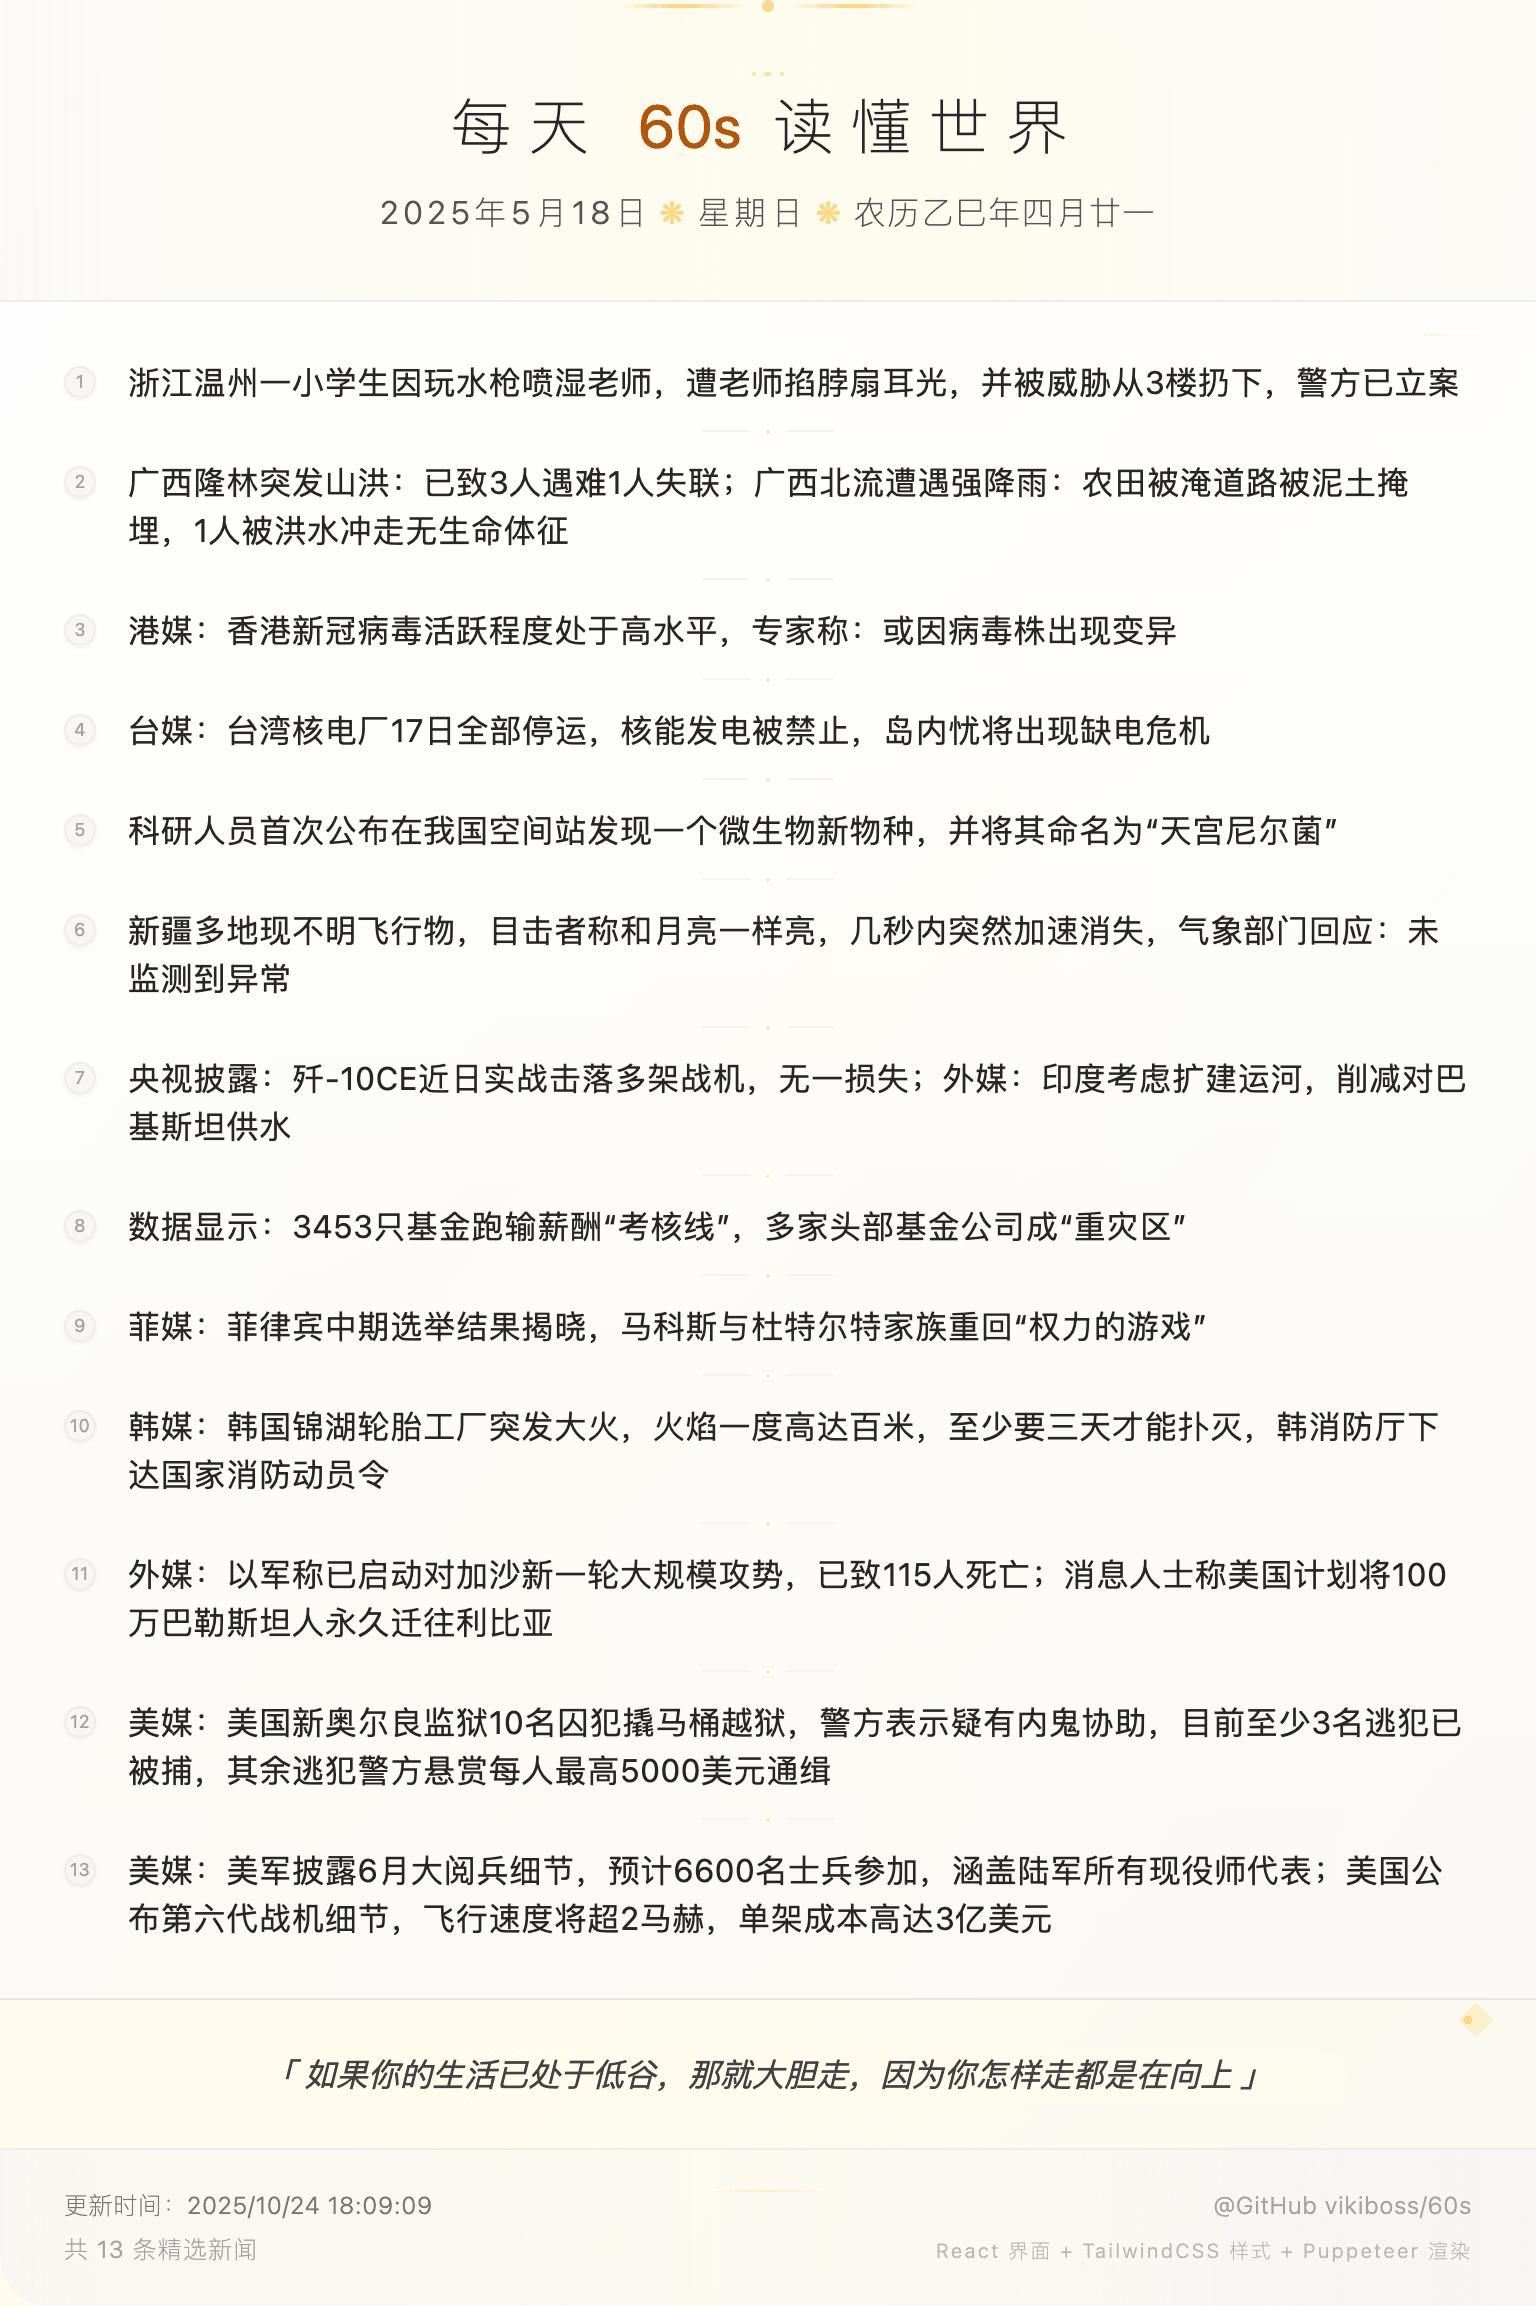 每天 60s 读懂世界
2025年5月18日 ❋ 星期日 ❋ 农历乙巳年四月廿一
1 浙江温州一小学生因玩水枪喷湿老师，遭老师掐脖扇耳光，并被威胁从3楼扔下，警方已立案
2 广西隆林突发山洪：已致3人遇难1人失联；广西北流遭遇强降雨：农田被淹道路被泥土掩
埋，1人被洪水冲走无生命体征
3 港媒：香港新冠病毒活跃程度处于高水平，专家称：或因病毒株出现变异
4 台媒：台湾核电厂17日全部停运，核能发电被禁止，岛内忧将出现缺电危机
5 科研人员首次公布在我国空间站发现一个微生物新物种，并将其命名为“天宫尼尔菌”
6 新疆多地现不明飞行物，目击者称和月亮一样亮，几秒内突然加速消失，气象部门回应：未
监测到异常
7 央视披露：歼-10CE近日实战击落多架战机，无一损失；外媒：印度考虑扩建运河，削减对巴
基斯坦供水
8 数据显示：3453只基金跑输薪酬“考核线”，多家头部基金公司成“重灾区”
9 菲媒：菲律宾中期选举结果揭晓，马科斯与杜特尔特家族重回“权力的游戏”
10 韩媒：韩国锦湖轮胎工厂突发大火，火焰一度高达百米，至少要三天才能扑灭，韩消防厅下
达国家消防动员令
11 外媒：以军称已启动对加沙新一轮大规模攻势，已致115人死亡；消息人士称美国计划将100
万巴勒斯坦人永久迁往利比亚
12 美媒：美国新奥尔良监狱10名囚犯撬马桶越狱，警方表示疑有内鬼协助，目前至少3名逃犯已
被捕，其余逃犯警方悬赏每人最高5000美元通缉
13 美媒：美军披露6月大阅兵细节，预计6600名士兵参加，涵盖陆军所有现役师代表；美国公
布第六代战机细节，飞行速度将超2马赫，单架成本高达3亿美元
「 如果你的生活已处于低谷，那就大胆走，因为你怎样走都是在向上 」
更新时间：2025/10/24 18:09:09
@GitHub vikiboss/60s
共 13 条精选新闻
React 界面 + TailwindCSS 样式 + Puppeteer 渲染